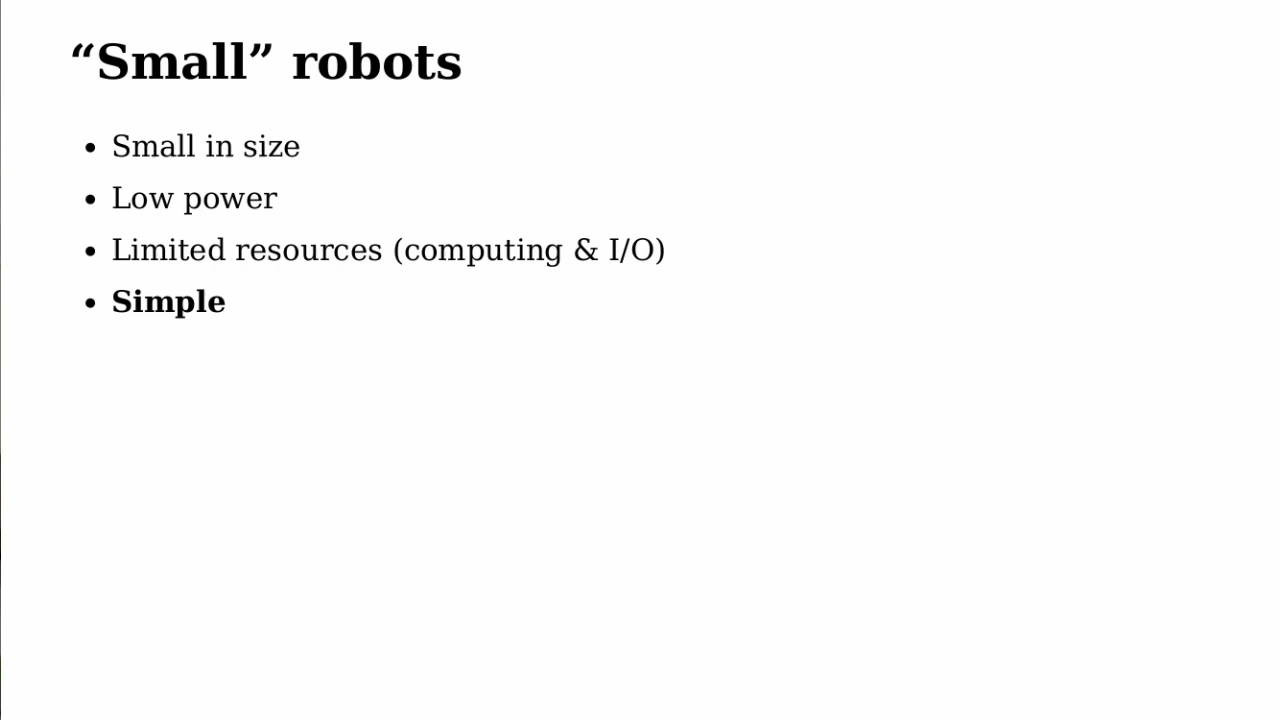 “Small” robots
• Small in size
• Low power
• Limited resources (computing & I/O)
• Simple